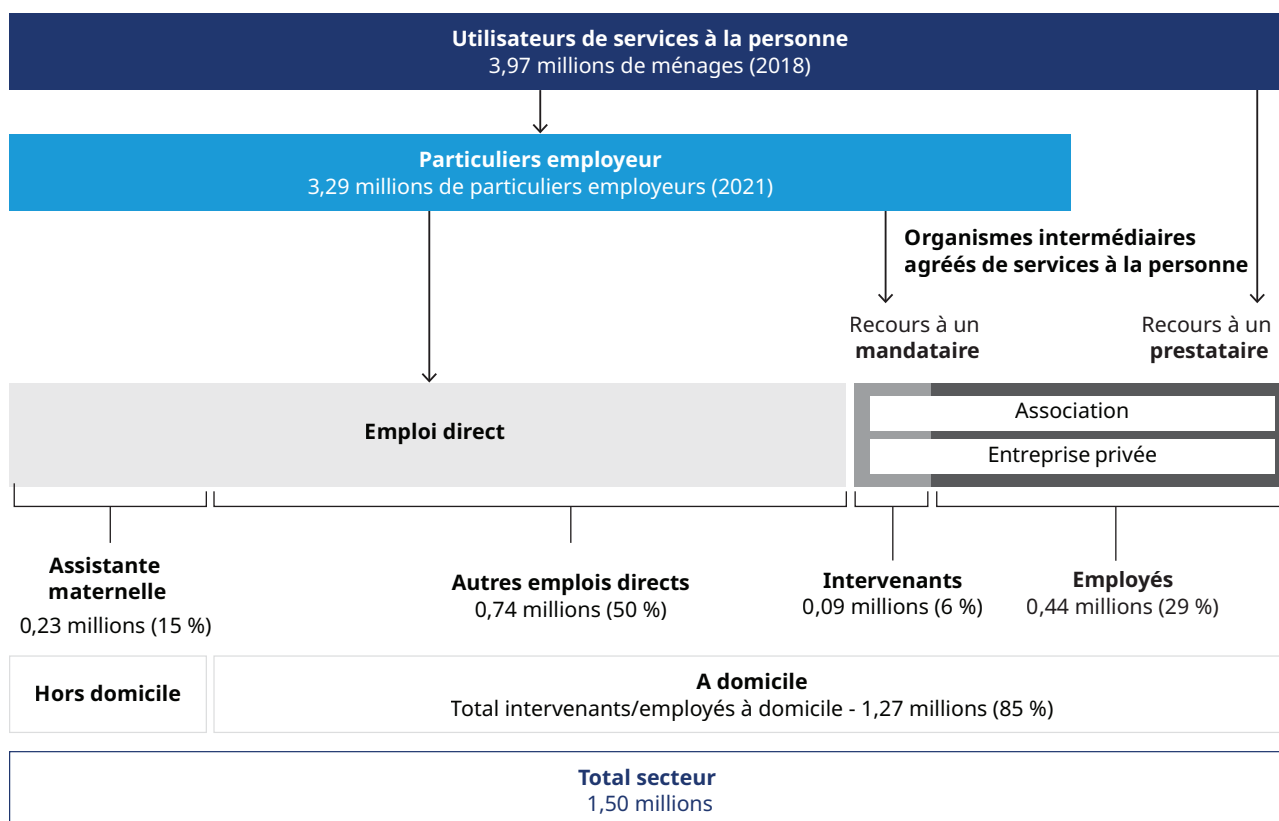 Utilisateurs de services à la personne
3,97 millions de ménages (2018)
Particuliers employeur
3,29 millions de particuliers employeurs (2021)
Organismes intermédiaires
agréés de services à la personne
Recours à un
mandataire
Recours à un
prestataire
Emploi direct
Association
Entreprise privée
Assistante
maternelle
0,23 millions (15 %)
Autres emplois directs
0,74 millions (50 %)
Intervenants
0,09 millions (6 %)
Employés
0,44 millions (29 %)
Hors domicile
A domicile
Total intervenants/employés à domicile - 1,27 millions (85 %)
Total secteur
1,50 millions